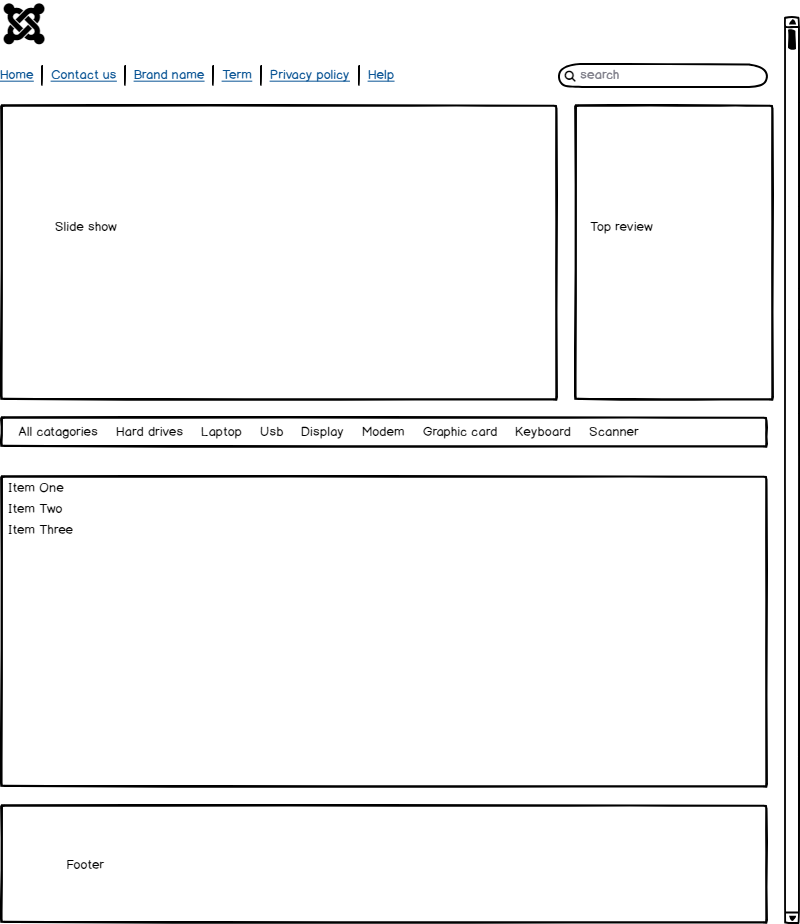 Home Contact us Brand name Term Privacy policy Help search
Slide show Top review
All catagories Hard drives Laptop Usb Display Modem Graphic card Keyboard Scanner
Item One
Item Two
Item Three
Footer